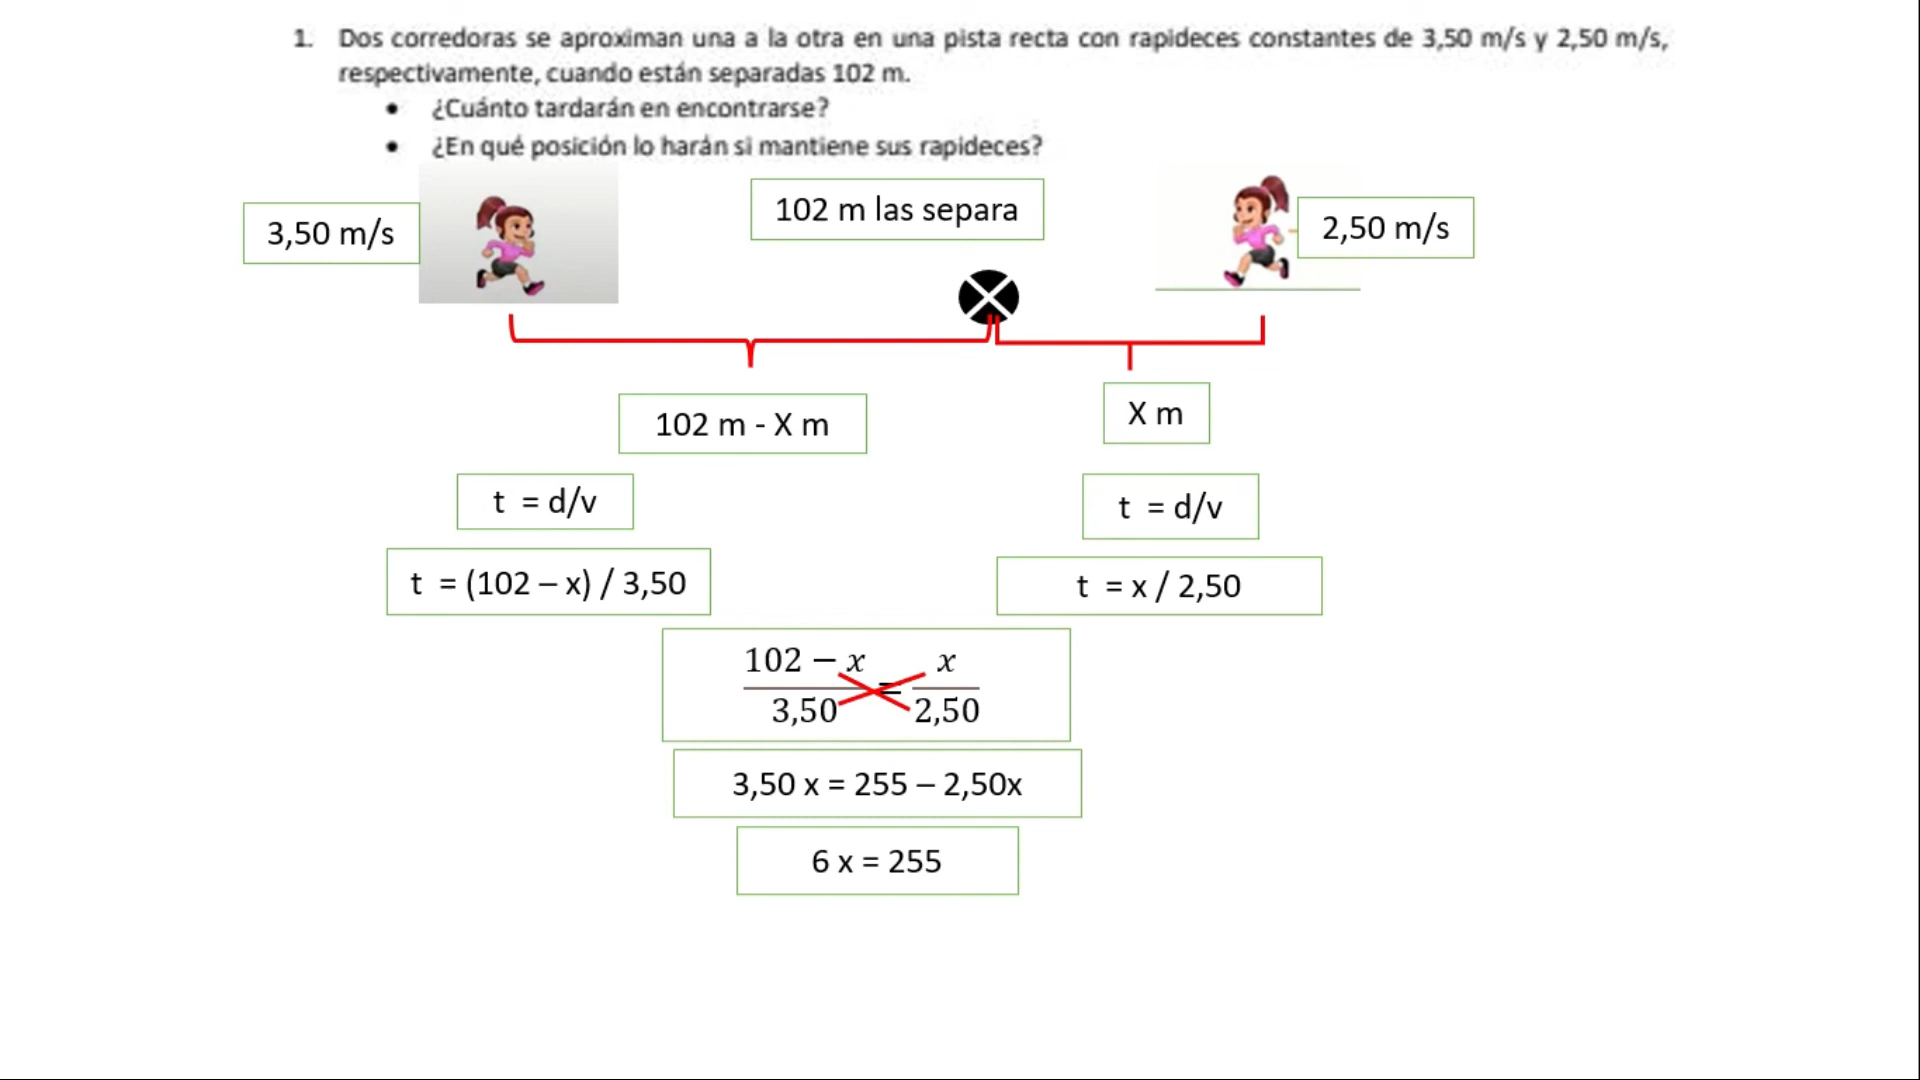 1. Dos corredoras se aproximan una a la otra en una pista recta con rapideces constantes de 3,50 m/s y 2,50 m/s,
respectivamente, cuando están separadas 102 m.
• ¿Cuánto tardarán en encontrarse?
• ¿En qué posición lo harán si mantiene sus rapideces?
3,50 m/s
102 m las separa
2,50 m/s
102 m - X m
X m
t = d/v
t = d/v
t = (102 – x) / 3,50
t = x / 2,50
102 − x / 3,50 = x / 2,50
3,50 x = 255 – 2,50x
6 x = 255